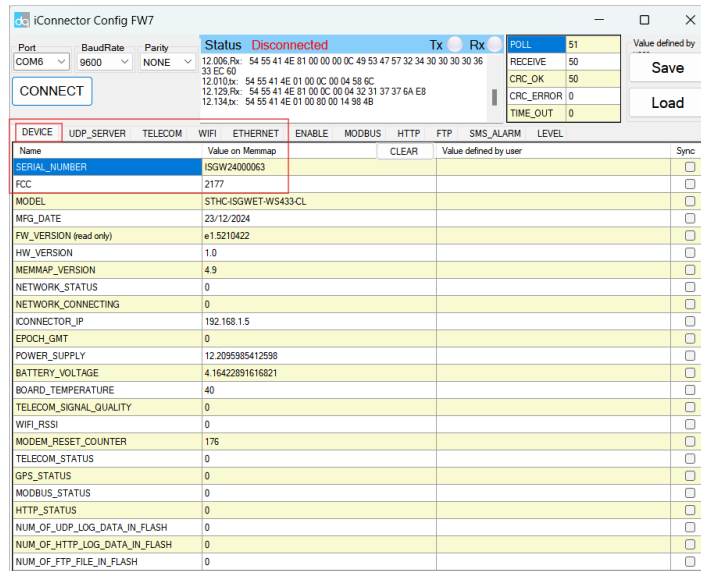 iConnector Config FW7
Port BaudRate Parity
COM6 9600 NONE
CONNECT
Status Disconnected Tx Rx
12.006,Rx: 54 55 41 4E 81 00 00 00 0C 49 53 47 57 32 34 30 30 30 30 36
33 EC 60
12.010,tx: 54 55 41 4E 01 00 0C 00 04 58 6C
12.129,Rx: 54 55 41 4E 81 00 0C 00 04 32 31 37 37 6A E8
12.134,tx: 54 55 41 4E 01 00 80 00 14 98 4B
POLL 51
RECEIVE 50
CRC_OK 50
CRC_ERROR 0
TIME_OUT 0
Value defined by
Save
Load
DEVICE UDP_SERVER TELECOM WIFI ETHERNET ENABLE MODBUS HTTP FTP SMS_ALARM LEVEL
Name Value on Memmap CLEAR Value defined by user Sync
SERIAL_NUMBER ISGW24000063
FCC 2177
MODEL STHC-ISGWET-WS433-CL
MFG_DATE 23/12/2024
FW_VERSION (read only) e1.5210422
HW_VERSION 1.0
MEMMAP_VERSION 4.9
NETWORK_STATUS 0
NETWORK_CONNECTING 0
ICONNECTOR_IP 192.168.1.5
EPOCH_GMT 0
POWER_SUPPLY 12.2095985412598
BATTERY_VOLTAGE 4.16422891616821
BOARD_TEMPERATURE 40
TELECOM_SIGNAL_QUALITY 0
WIFI_RSSI 0
MODEM_RESET_COUNTER 176
TELECOM_STATUS 0
GPS_STATUS 0
MODBUS_STATUS 0
HTTP_STATUS 0
NUM_OF_UDP_LOG_DATA_IN_FLASH 0
NUM_OF_HTTP_LOG_DATA_IN_FLASH 0
NUM_OF_FTP_FILE_IN_FLASH 0